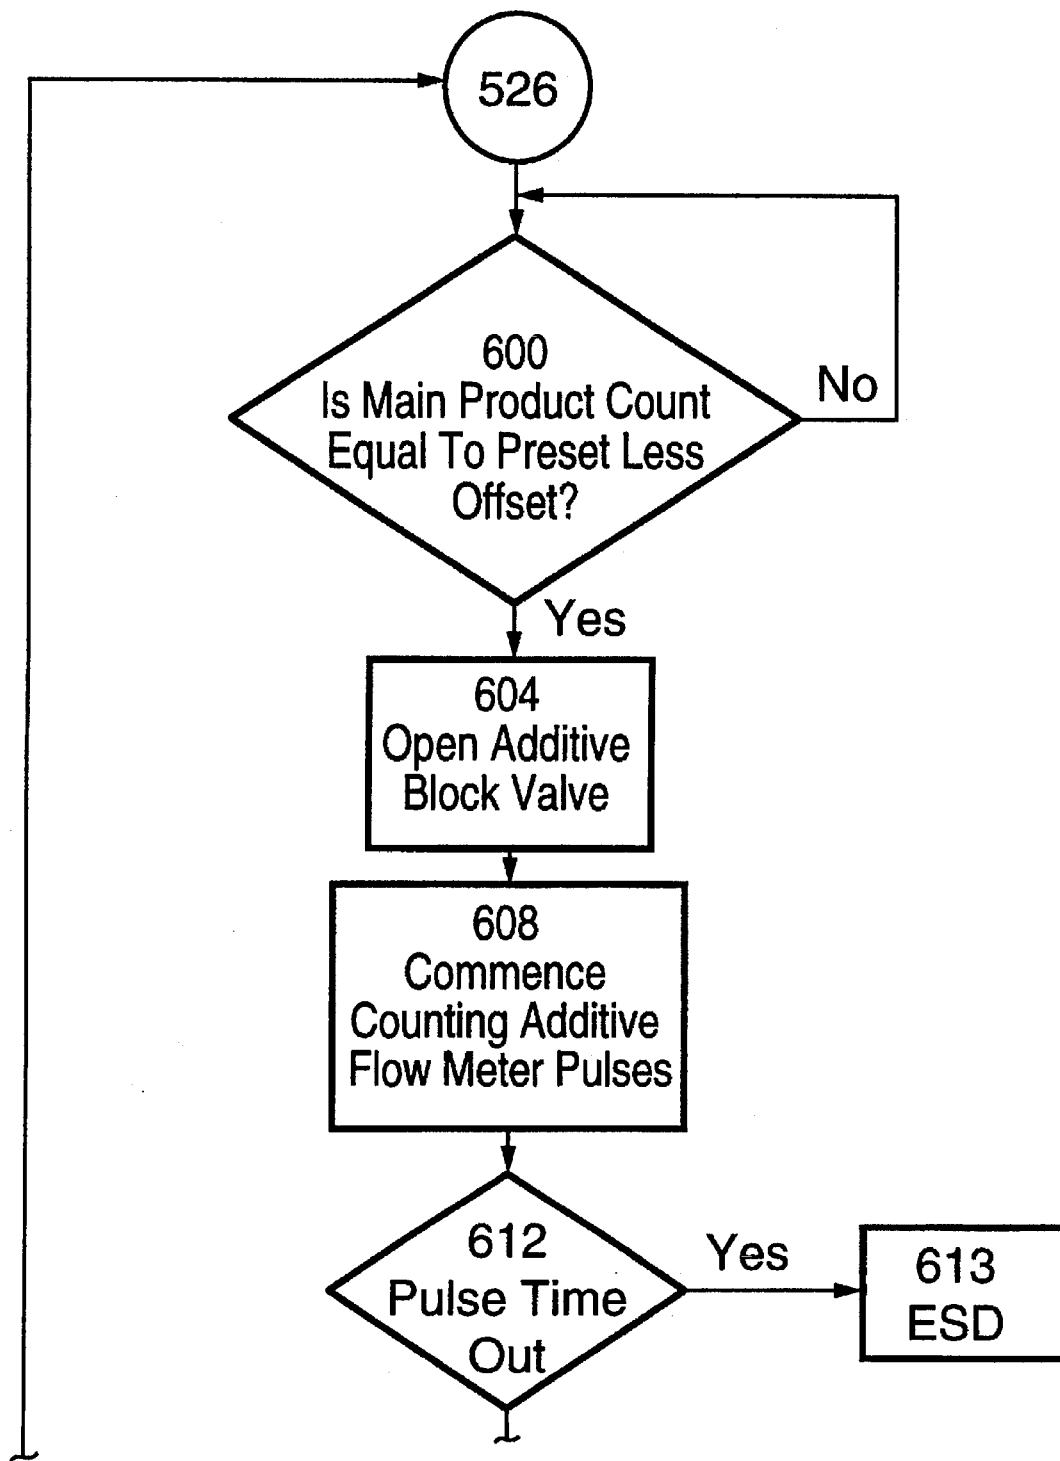 526
600
Is Main Product Count
Equal To Preset Less
Offset?
No
Yes
604
Open Additive
Block Valve
608
Commence
Counting Additive
Flow Meter Pulses
612
Pulse Time
Out
Yes
613
ESD